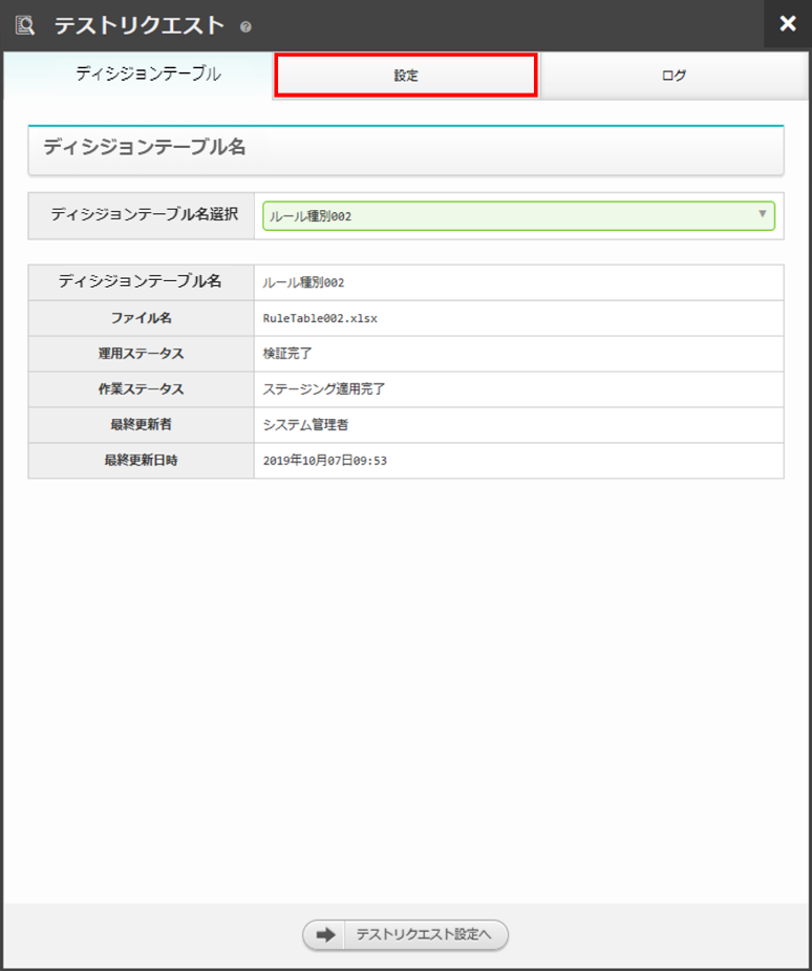 テストリクエスト
ディシジョンテーブル 設定 ログ
ディシジョンテーブル名
ディシジョンテーブル名選択 ルール種別002
ディシジョンテーブル名 ルール種別002
ファイル名 RuleTable002.xlsx
運用ステータス 検証完了
作業ステータス ステージング適用完了
最終更新者 システム管理者
最終更新日時 2019年10月07日09:53
テストリクエスト設定へ